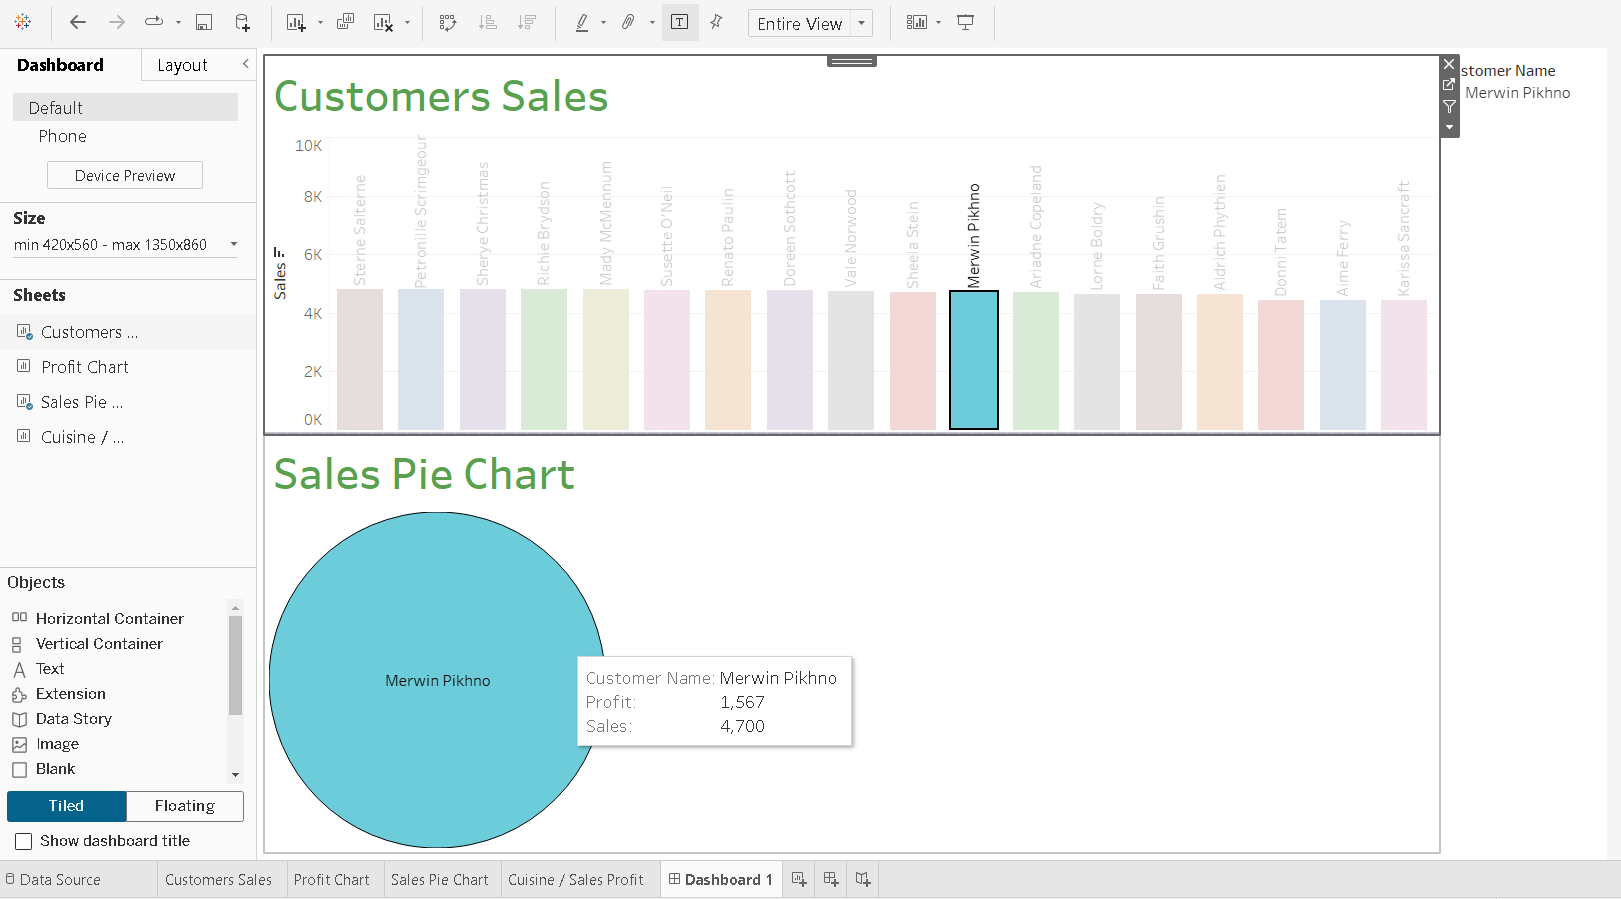 Entire View
Dashboard
Layout
Default
Phone
Device Preview
Size
min 420x560 - max 1350x860
Sheets
Customers ...
Profit Chart
Sales Pie ...
Cuisine / ...
Objects
Horizontal Container
Vertical Container
Text
Extension
Data Story
Image
Blank
Tiled
Floating
Show dashboard title
Customers Sales
Sales
10K
8K
6K
4K
2K
0K
Sterne Salterne
Petronille Scrimgeour
Sherye Christmas
Richie Brydson
Mady McMennum
Susette O'Neil
Renato Paulin
Doreen Sothcott
Vale Norwood
Sheela Stein
Merwin Pikhno
Ariadne Copeland
Lorne Boldry
Faith Grushin
Aldrich Phythien
Donni Tatem
Aime Ferry
Karissa Sancraft
stomer Name
Merwin Pikhno
Sales Pie Chart
Merwin Pikhno
Customer Name: Merwin Pikhno
Profit: 1,567
Sales: 4,700
Data Source
Customers Sales
Profit Chart
Sales Pie Chart
Cuisine / Sales Profit
Dashboard 1